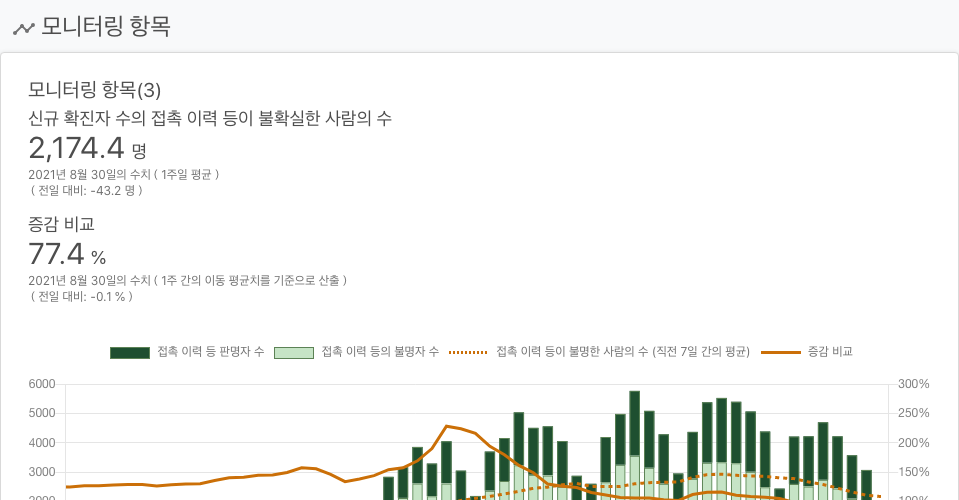 모니터링 항목
모니터링 항목(3)
신규 확진자 수의 접촉 이력 등이 불확실한 사람의 수
2,174.4 명
2021년 8월 30일의 수치 ( 1주일 평균 )
( 전일 대비: -43.2 명 )
증감 비교
77.4 %
2021년 8월 30일의 수치 ( 1주 간의 이동 평균치를 기준으로 산출 )
( 전일 대비: -0.1 % )
접촉 이력 등 판명자 수 접촉 이력 등의 불명자 수 접촉 이력 등이 불명한 사람의 수 (직전 7일 간의 평균) 증감 비교
6000 300%
5000 250%
4000 200%
3000 150%
2000 100%